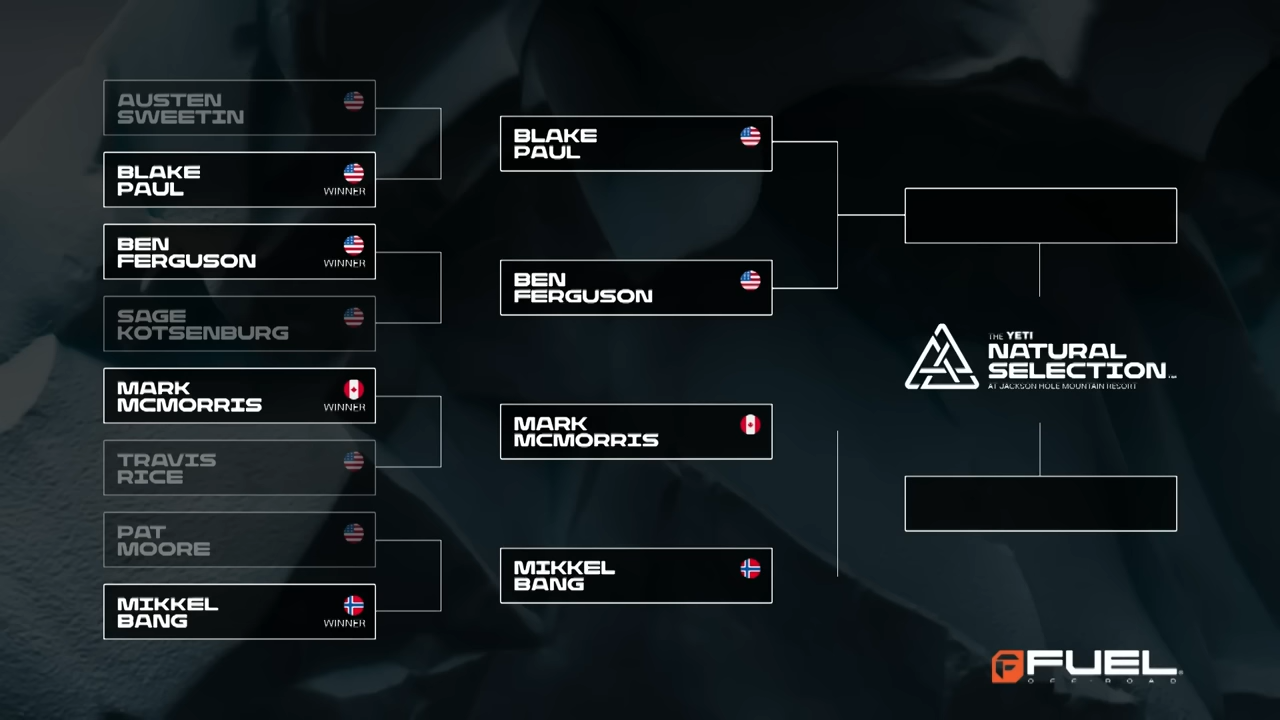 AUSTEN
SWEETIN
BLAKE
PAUL
WINNER
BEN
FERGUSON
WINNER
SAGE
KOTSENBURG
MARK
MCMORRIS
WINNER
TRAVIS
RICE
PAT
MOORE
MIKKEL
BANG
WINNER
BLAKE
PAUL
BEN
FERGUSON
MARK
MCMORRIS
MIKKEL
BANG
THE YETI
NATURAL
SELECTION
AT JACKSON HOLE MOUNTAIN RESORT
FUEL
OFF-ROAD